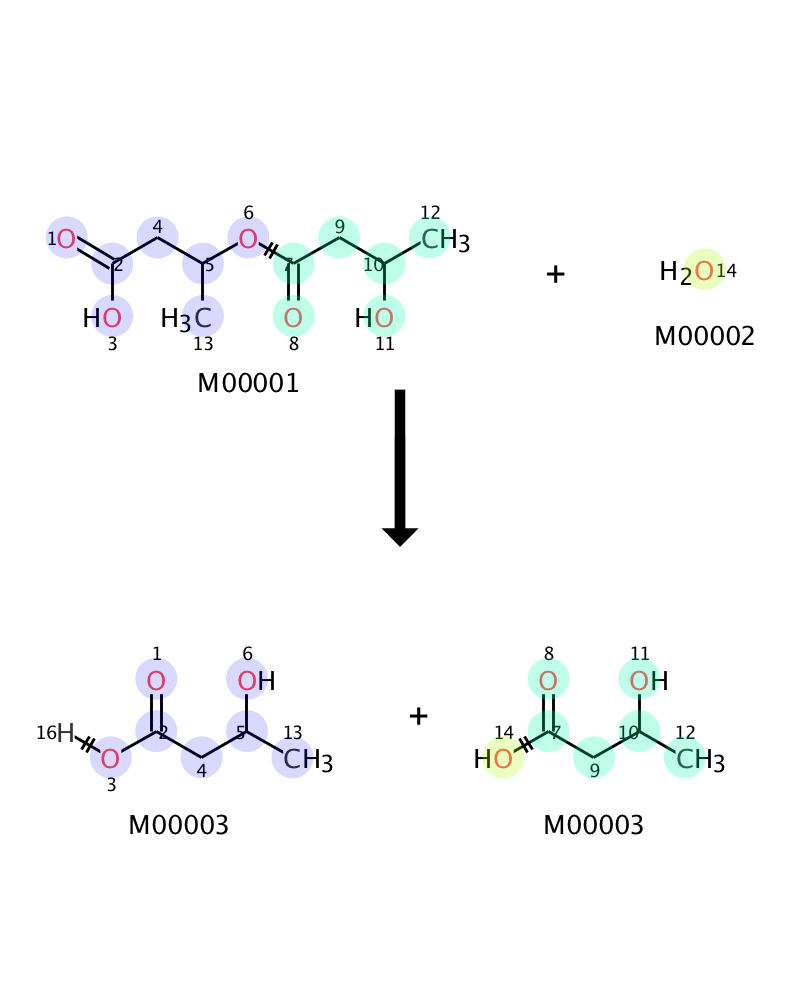 6 4 9 12
1O 2 5 O 7 10 CH3
+ H2O14
HO H3C O HO
3 13 8 11
M00002
M00001
1 6 8 11
O OH O OH
16H 2 5 13 + 14 7 10 12
O CH3 HO CH3
3 4 9
M00003 M00003